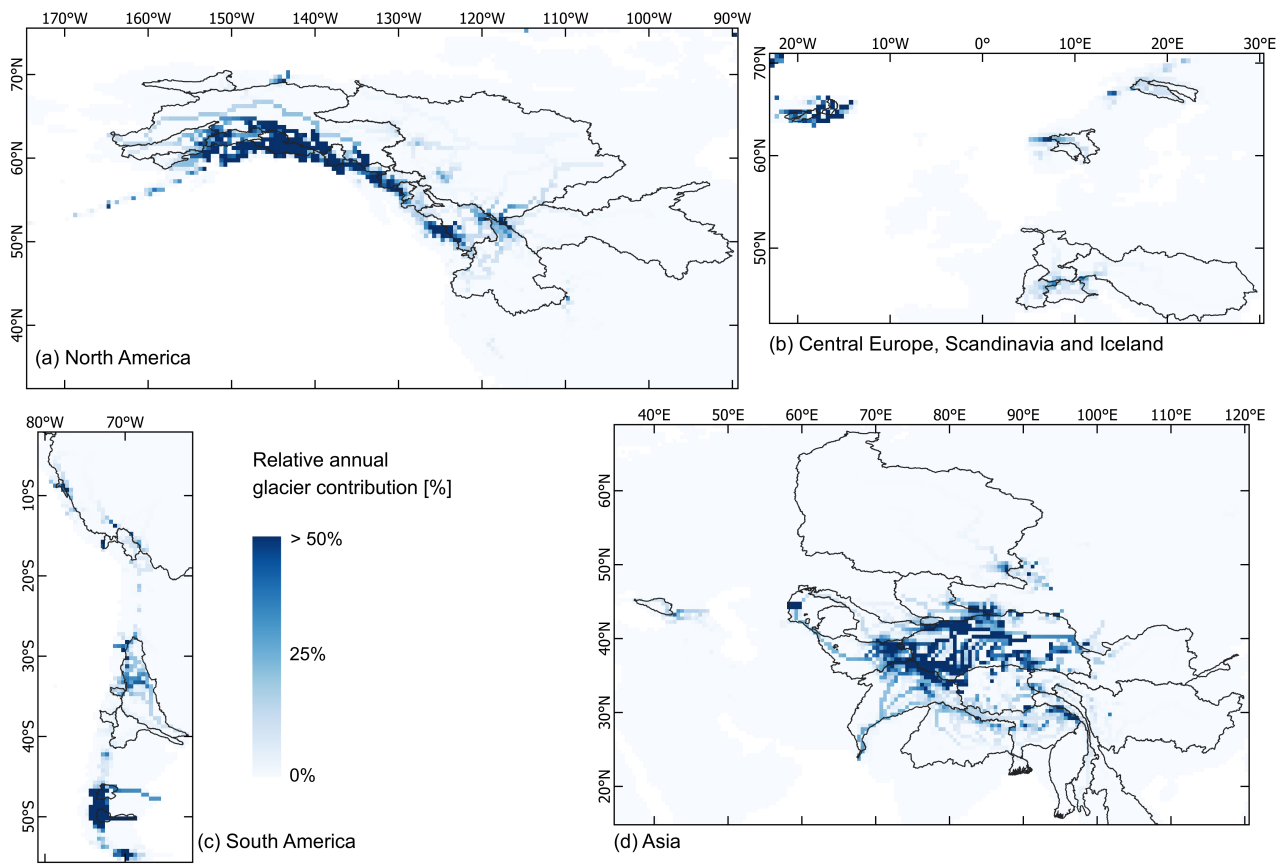 170°W 160°W 150°W 140°W 130°W 120°W 110°W 100°W 90°W
70°N
60°N
50°N
40°N
(a) North America
20°W 10°W 0° 10°E 20°E 30°E
70°N
60°N
50°N
(b) Central Europe, Scandinavia and Iceland
80°W 70°W
10°S
20°S
30°S
40°S
50°S
(c) South America
Relative annual
glacier contribution [%]
> 50%
25%
0%
40°E 50°E 60°E 70°E 80°E 90°E 100°E 110°E 120°E
60°N
50°N
40°N
30°N
20°N
(d) Asia